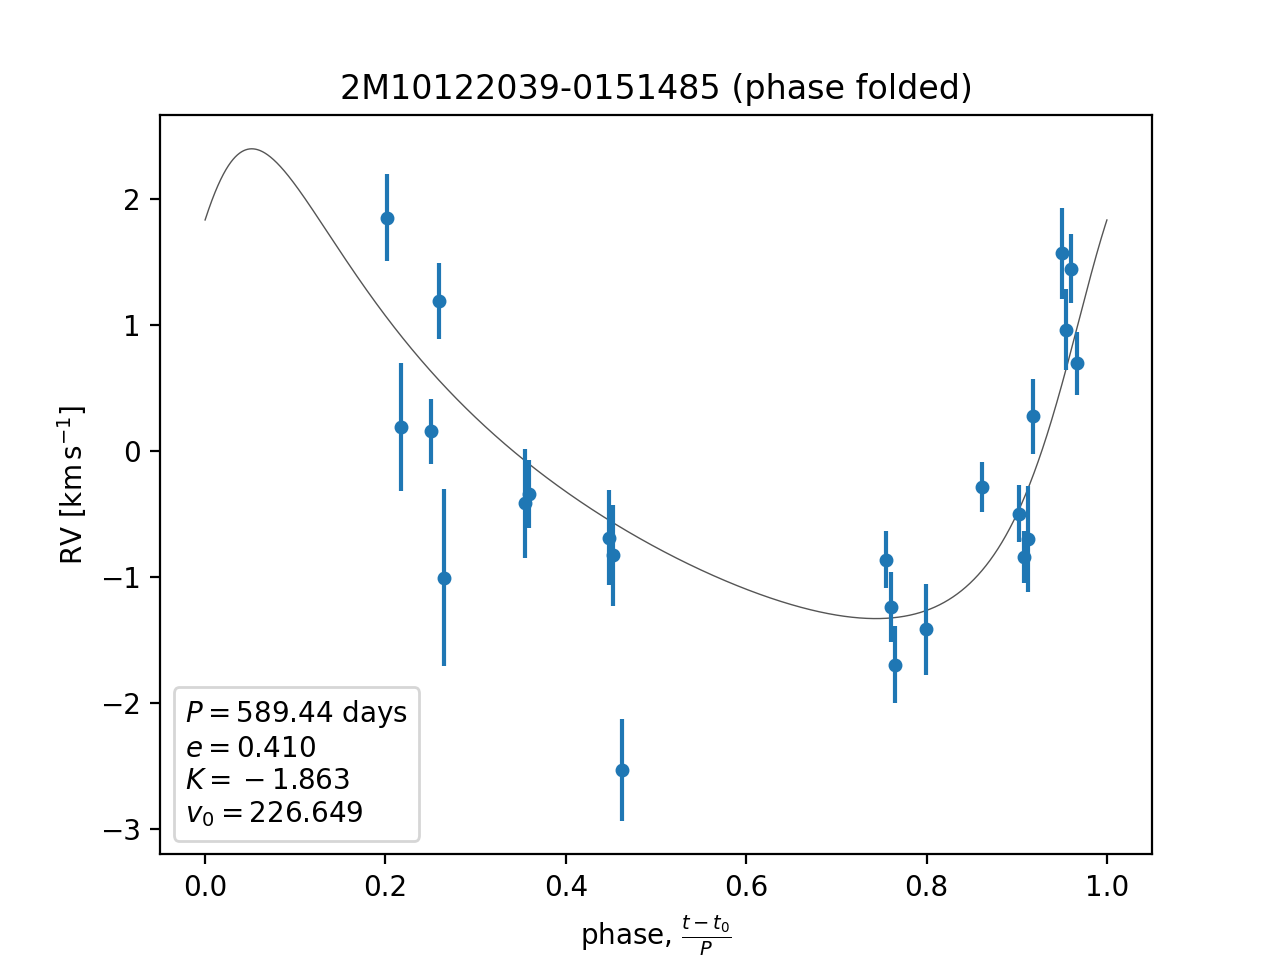 2M10122039-0151485 (phase folded)
2
1
0
−1
−2
−3
RV [km s⁻¹]
P = 589.44 days
e = 0.410
K = −1.863
v₀ = 226.649
0.0 0.2 0.4 0.6 0.8 1.0
phase, (t − t₀)/P